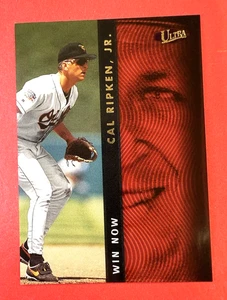 ULTRA
CAL RIPKEN, JR.
WIN NOW